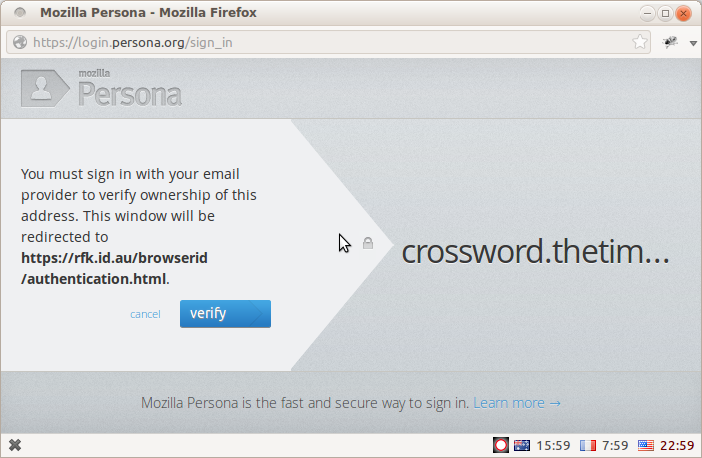 Mozilla Persona - Mozilla Firefox
https://login.persona.org/sign_in
mozilla
Persona
You must sign in with your email
provider to verify ownership of this
address. This window will be
redirected to
https://rfk.id.au/browserid
/authentication.html.
cancel
verify
crossword.thetim...
Mozilla Persona is the fast and secure way to sign in. Learn more →
15:59 7:59 22:59